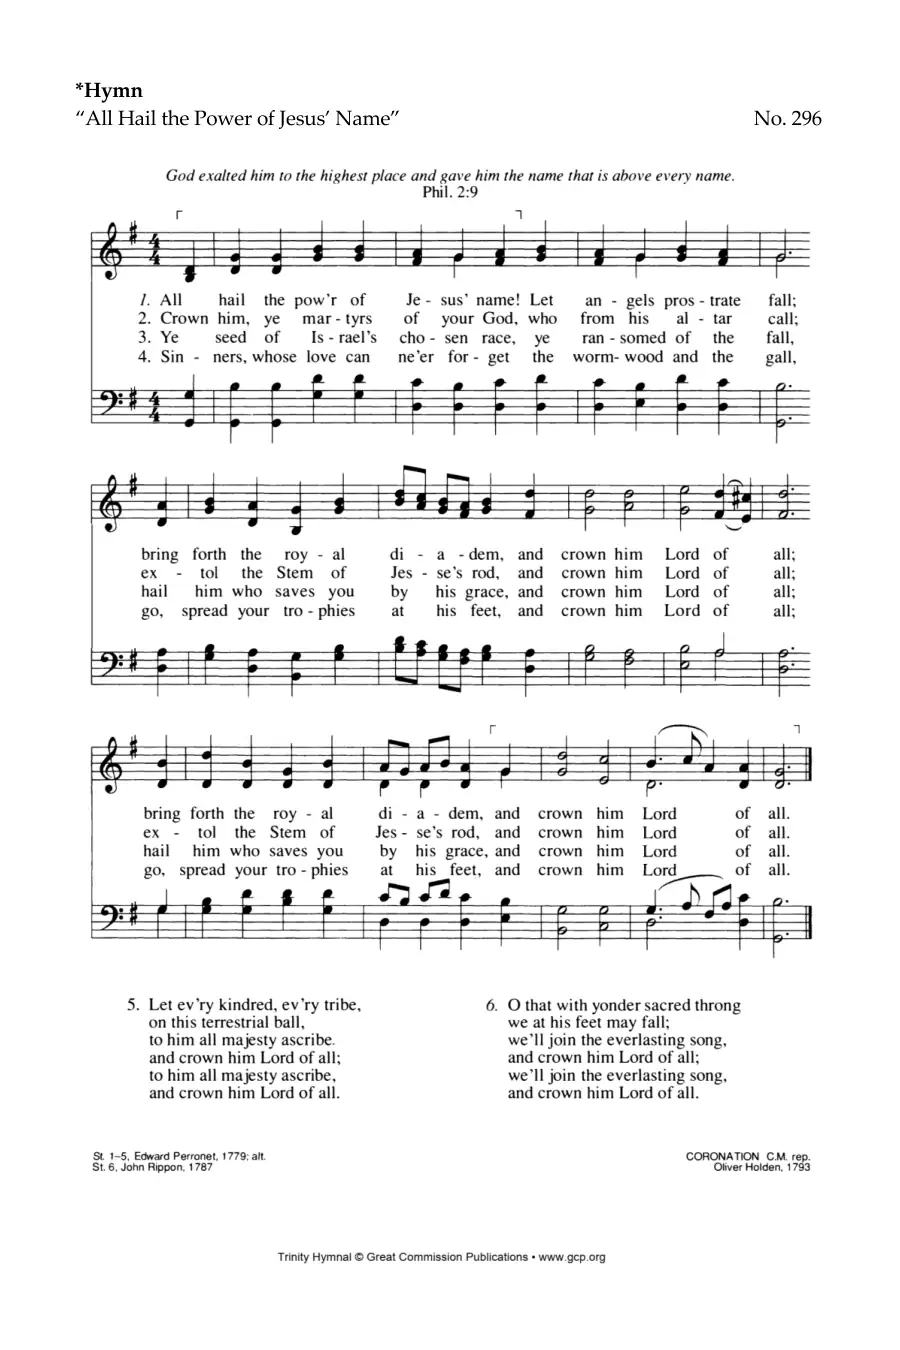 *Hymn
“All Hail the Power of Jesus’ Name” No. 296
God exalted him to the highest place and gave him the name that is above every name.
Phil. 2:9
1. All hail the pow'r of Je - sus' name! Let an - gels pros - trate fall;
2. Crown him, ye mar - tyrs of your God, who from his al - tar call;
3. Ye seed of Is - rael's cho - sen race, ye ran - somed of the fall,
4. Sin - ners, whose love can ne'er for - get the worm- wood and the gall,
bring forth the roy - al di - a - dem, and crown him Lord of all;
ex - tol the Stem of Jes - se's rod, and crown him Lord of all;
hail him who saves you by his grace, and crown him Lord of all;
go, spread your tro - phies at his feet, and crown him Lord of all;
bring forth the roy - al di - a - dem, and crown him Lord of all.
ex - tol the Stem of Jes - se's rod, and crown him Lord of all.
hail him who saves you by his grace, and crown him Lord of all.
go, spread your tro - phies at his feet, and crown him Lord of all.
5. Let ev'ry kindred, ev'ry tribe,
on this terrestrial ball,
to him all majesty ascribe.
and crown him Lord of all;
to him all majesty ascribe,
and crown him Lord of all.
6. O that with yonder sacred throng
we at his feet may fall;
we'll join the everlasting song,
and crown him Lord of all;
we'll join the everlasting song,
and crown him Lord of all.
St. 1–5, Edward Perronet, 1779; alt.
St. 6, John Rippon, 1787
CORONATION C.M. rep.
Oliver Holden, 1793
Trinity Hymnal © Great Commission Publications • www.gcp.org